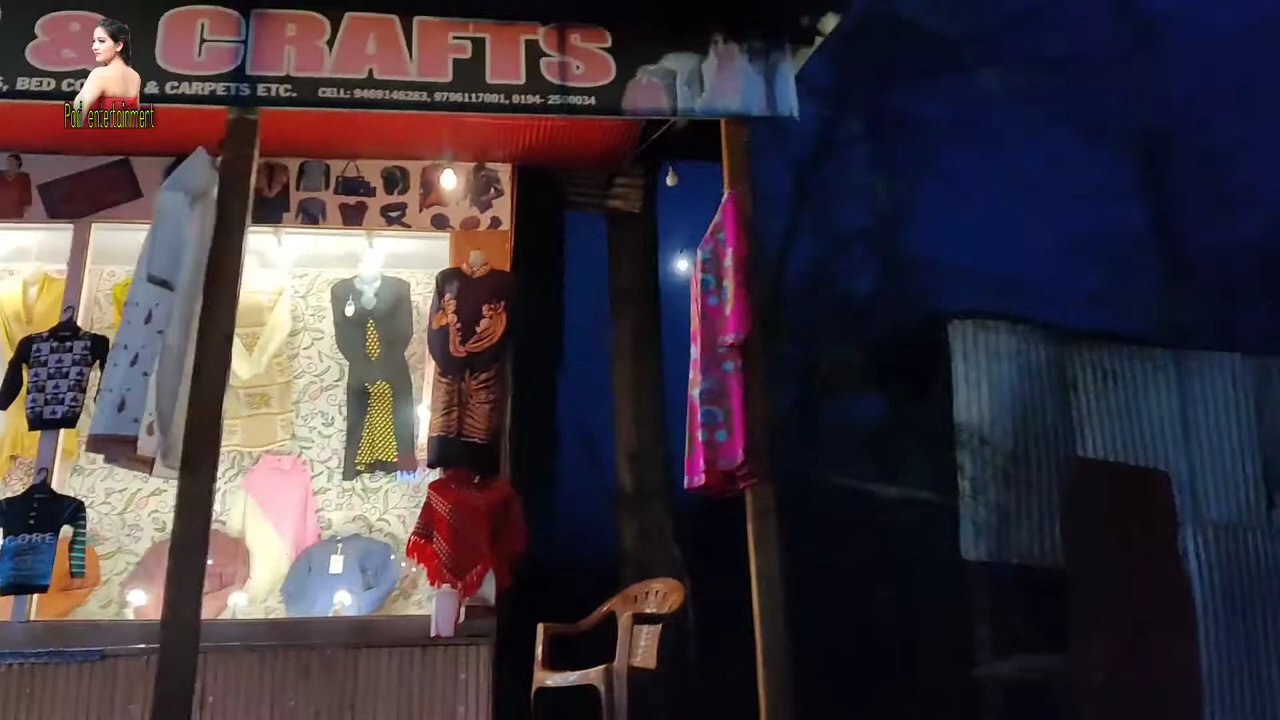 & CRAFTS
, BED CO & CARPETS ETC. CELL: 9469146283, 9796117001, 0194-2500034
Pari entertainment
CORE